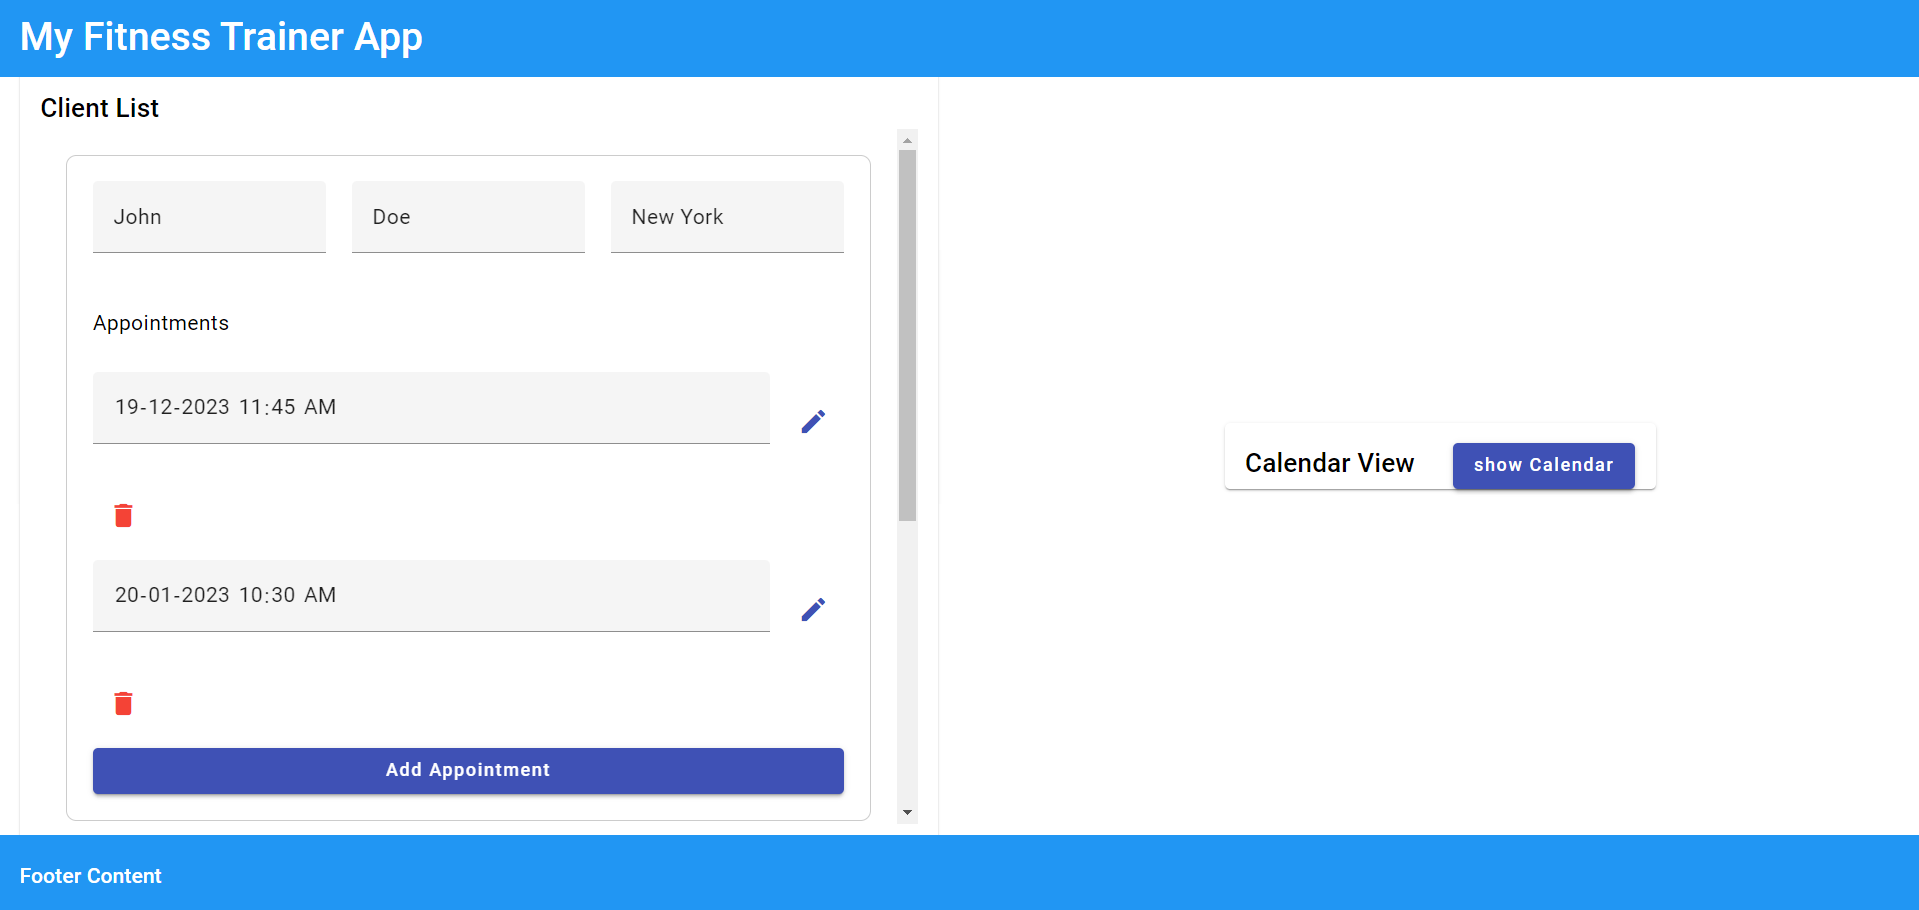 My Fitness Trainer App
Client List
John Doe New York
Appointments
19-12-2023 11:45 AM
20-01-2023 10:30 AM
Add Appointment
Calendar View show Calendar
Footer Content